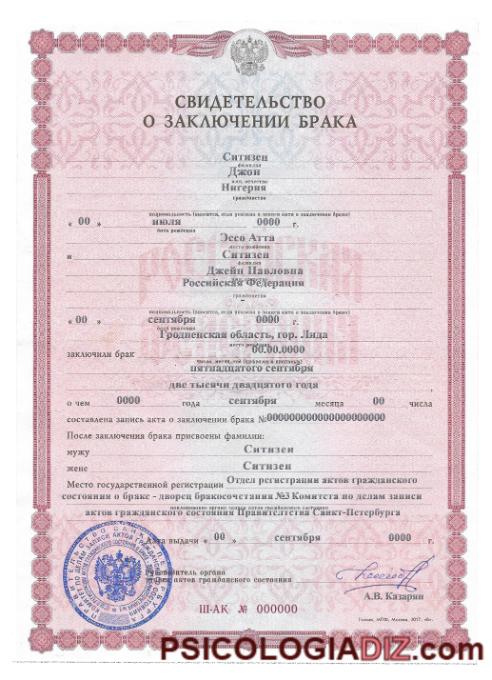 СВИДЕТЕЛЬСТВО
О ЗАКЛЮЧЕНИИ БРАКА
Ситизен
фамилия
Джон
имя, отчество
Нигерия
гражданство
национальность (вносится, если указана в записи акта о заключении брака)
« 00 » июля 0000 г.
дата рождения
Эссо Атта
место рождения
и Ситизен
фамилия
Джейн Павловна
Российская Федерация
гражданство
национальность (вносится, если указана в записи акта о заключении брака)
« 00 » сентября 0000 г.
дата рождения
Гродненская область, гор. Лида
место рождения
заключили брак 00.00.0000
число, месяц, год (цифрами и прописью)
пятнадцатого сентября
две тысячи двадцатого года
о чем 0000 года сентября месяца 00 числа
составлена запись акта о заключении брака №
После заключения брака присвоены фамилии:
мужу Ситизен
жене Ситизен
Место государственной регистрации Отдел регистрации актов гражданского
состояния о браке - дворец бракосочетания №3 Комитета по делам записи
наименование органа записи актов гражданского состояния
актов гражданского состояния Правителтества Санкт-Петербурга
Дата выдачи « 00 » сентября 0000 г.
Руководитель органа
записи актов гражданского состояния
А.В. Казарян
III-АК № 000000
PSICOLOGIADIZ.COM